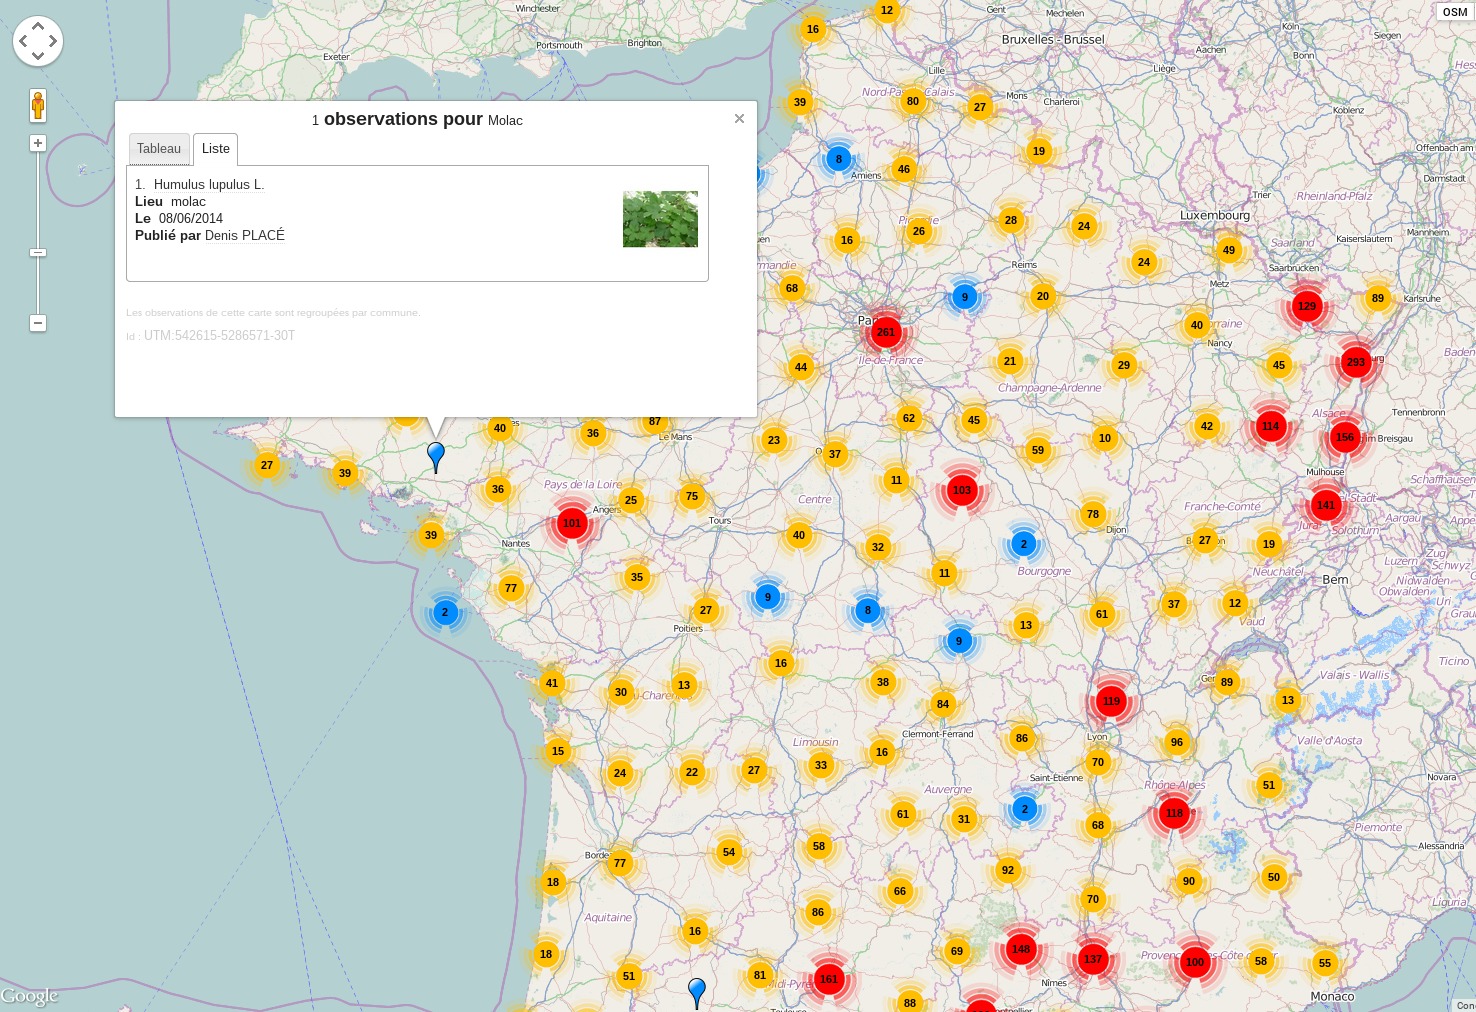 OSM
1 observations pour Molac
Tableau
Liste
1. Humulus lupulus L.
Lieu molac
Le 08/06/2014
Publié par Denis PLACÉ
Les observations de cette carte sont regroupées par commune.
Id : UTM:542615-5286571-30T
Winchester
Exeter
Portsmouth
Brighton
Gent
Mechelen
Bruxelles - Brussel
Köln
Siegen
Aachen
Bonn
Lille
Liège
Nord-Pas-de-Calais
Mons
Charleroi
Koblenz
Offenbach am
Darmstadt
Amiens
Trier
Rheinland-Pfalz
Luxembourg
Picardie
Mannheim
Kaiserslautern
Saarland
Saarbrücken
Reims
Metz
Karlsruhe
Île-de-France
Nancy
Champagne-Ardenne
Alsace
Tennenbronn
Le Mans
Mulhouse
Schaffhausen
Pays de la Loire
Angers
Centre
Tours
Dijon
Franche-Comté
Solothurn
Aargau
Nantes
Bourgogne
Neuchâtel
Bern
Luzern
Zug
Schwyz
Nidwalden
Obwalden
Uri
Poitiers
Vaud
Ticino
Valais - Wallis
Lyon
Clermont-Ferrand
Limousin
Valle d'Aosta
Novara
Saint-Étienne
Rhône-Alpes
Auvergne
Piemonte
Alessandria
Liguria
Aquitaine
Nîmes
Monaco
Google
12
16
39
80
27
19
8
46
28
24
16
26
24
49
68
9
20
129
89
261
40
44
21
29
45
293
62
45
42
114
156
40
36
87
23
37
59
10
27
39
36
25
75
11
103
78
141
101
39
40
32
2
27
19
77
35
11
2
27
9
8
13
61
37
12
9
16
41
30
13
38
84
119
89
13
15
24
22
27
33
16
86
70
96
51
61
31
2
68
118
77
54
58
18
66
92
70
90
50
86
16
18
51
81
161
69
148
137
100
58
55
88